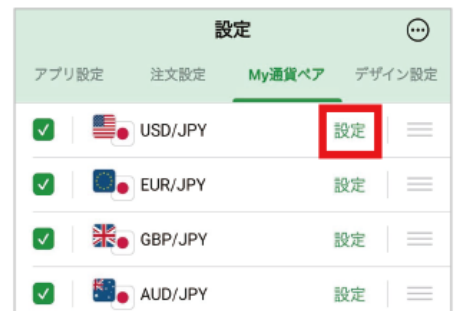 設定
アプリ設定 注文設定 My通貨ペア デザイン設定
USD/JPY 設定
EUR/JPY 設定
GBP/JPY 設定
AUD/JPY 設定